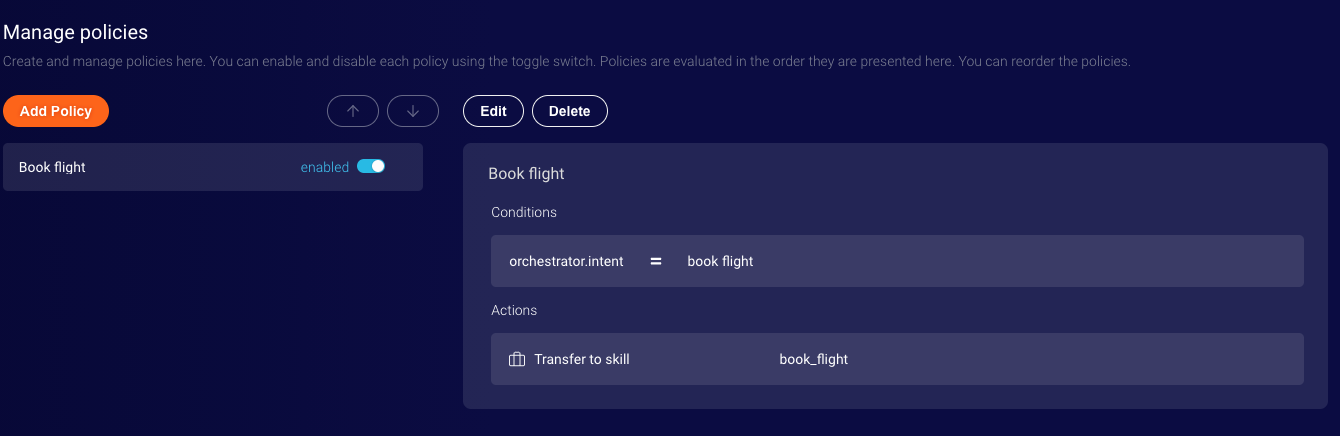 Manage policies
Create and manage policies here. You can enable and disable each policy using the toggle switch. Policies are evaluated in the order they are presented here. You can reorder the policies.
Add Policy
Edit
Delete
Book flight
enabled
Book flight
Conditions
orchestrator.intent = book flight
Actions
Transfer to skill book_flight